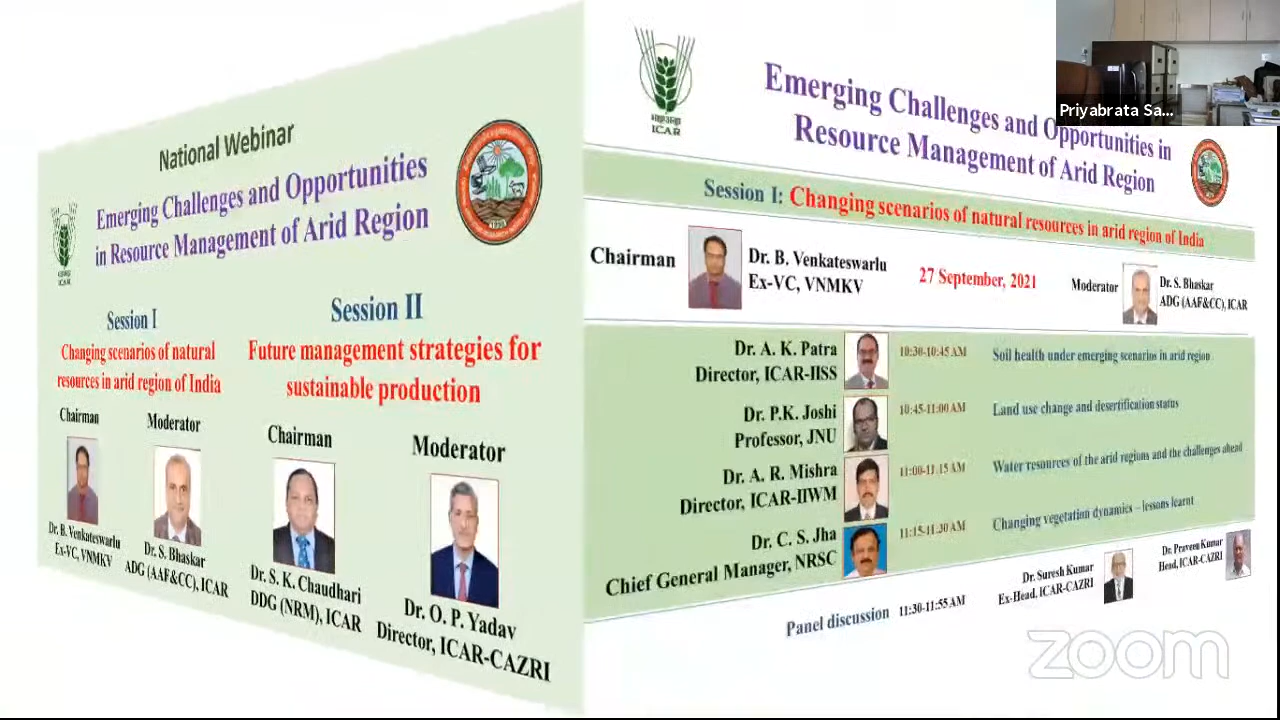 National Webinar
Emerging Challenges and Opportunities
in Resource Management of Arid Region
ICAR
Session I
Changing scenarios of natural
resources in arid region of India
Chairman
Moderator
Dr. B. Venkateswarlu
Ex-VC, VNMKV
Dr. S. Bhaskar
ADG (AAF&CC), ICAR
Session II
Future management strategies for
sustainable production
Chairman
Moderator
Dr. S. K. Chaudhari
DDG (NRM), ICAR
Dr. O. P. Yadav
Director, ICAR-CAZRI
ICAR
Emerging Challenges and Opportunities in
Resource Management of Arid Region
Session I: Changing scenarios of natural resources in arid region of India
Chairman
Dr. B. Venkateswarlu
Ex-VC, VNMKV
27 September, 2021
Moderator
Dr. S. Bhaskar
ADG (AAF&CC), ICAR
Dr. A. K. Patra
Director, ICAR-IISS
10:30-10:45 AM
Soil health under emerging scenarios in arid region
Dr. P.K. Joshi
Professor, JNU
10:45-11:00 AM
Land use change and desertification status
Dr. A. R. Mishra
Director, ICAR-IIWM
11:00-11.15 AM
Water resources of the arid regions and the challenges ahead
Dr. C. S. Jha
Chief General Manager, NRSC
11:15-11.30 AM
Changing vegetation dynamics – lessons learnt
Panel discussion 11:30-11:55 AM
Dr. Suresh Kumar
Ex-Head, ICAR-CAZRI
Dr. Praveen Kumar
Head, ICAR-CAZRI
Priyabrata Sa...
zoom